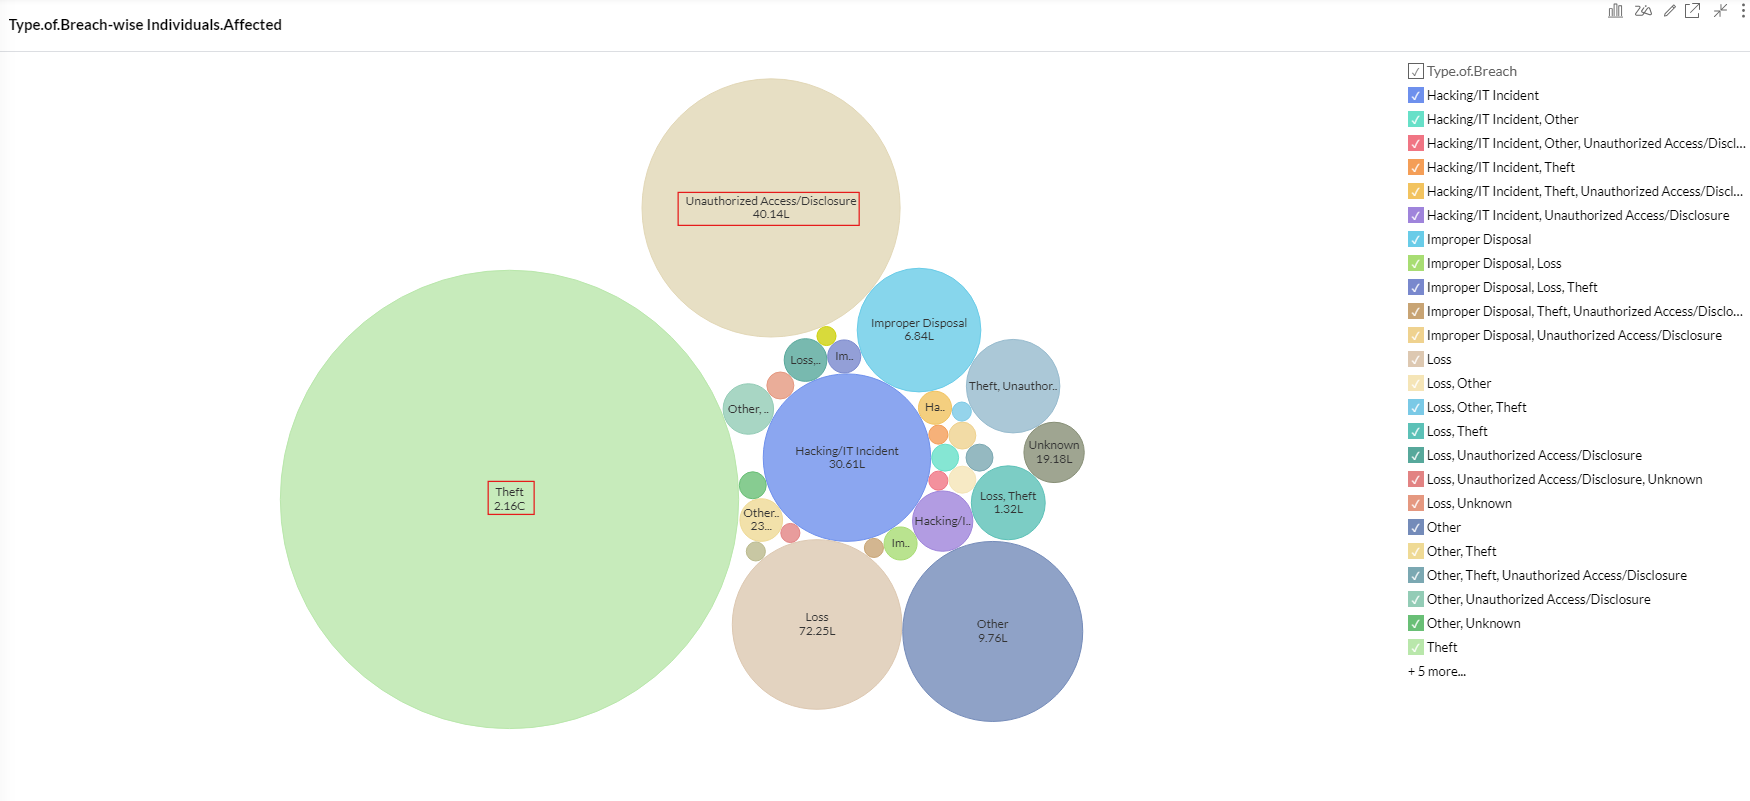 Type.of.Breach-wise Individuals.Affected
Unauthorized Access/Disclosure
40.14L
Improper Disposal
6.84L
Loss,..
Im..
Theft, Unauthor..
Other, ..
Ha..
Hacking/IT Incident
30.61L
Unknown
19.18L
Theft
2.16C
Loss, Theft
1.32L
Other..
23...
Hacking/I..
Im..
Loss
72.25L
Other
9.76L
Type.of.Breach
Hacking/IT Incident
Hacking/IT Incident, Other
Hacking/IT Incident, Other, Unauthorized Access/Discl...
Hacking/IT Incident, Theft
Hacking/IT Incident, Theft, Unauthorized Access/Discl...
Hacking/IT Incident, Unauthorized Access/Disclosure
Improper Disposal
Improper Disposal, Loss
Improper Disposal, Loss, Theft
Improper Disposal, Theft, Unauthorized Access/Disclo...
Improper Disposal, Unauthorized Access/Disclosure
Loss
Loss, Other
Loss, Other, Theft
Loss, Theft
Loss, Unauthorized Access/Disclosure
Loss, Unauthorized Access/Disclosure, Unknown
Loss, Unknown
Other
Other, Theft
Other, Theft, Unauthorized Access/Disclosure
Other, Unauthorized Access/Disclosure
Other, Unknown
Theft
+ 5 more...